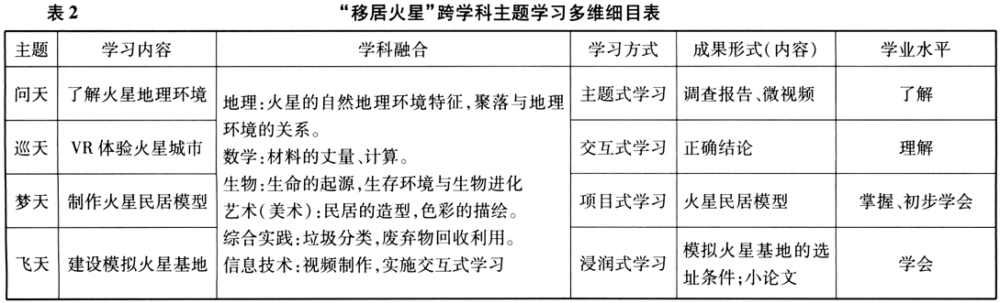 表 2 “移居火星”跨学科主题学习多维细目表
主题 学习内容 学科融合 学习方式 成果形式(内容) 学业水平
问天 了解火星地理环境 主题式学习 调查报告、微视频 了解
巡天 VR 体验火星城市 交互式学习 正确结论 理解
梦天 制作火星民居模型 项目式学习 火星民居模型 掌握、初步学会
飞天 建设模拟火星基地 浸润式学习 模拟火星基地的选
址条件;小论文 学会
地理:火星的自然地理环境特征,聚落与地理
环境的关系。
数学:材料的丈量、计算。
生物:生命的起源,生存环境与生物进化
艺术(美术):民居的造型,色彩的描绘。
综合实践:垃圾分类,废弃物回收利用。
信息技术:视频制作,实施交互式学习